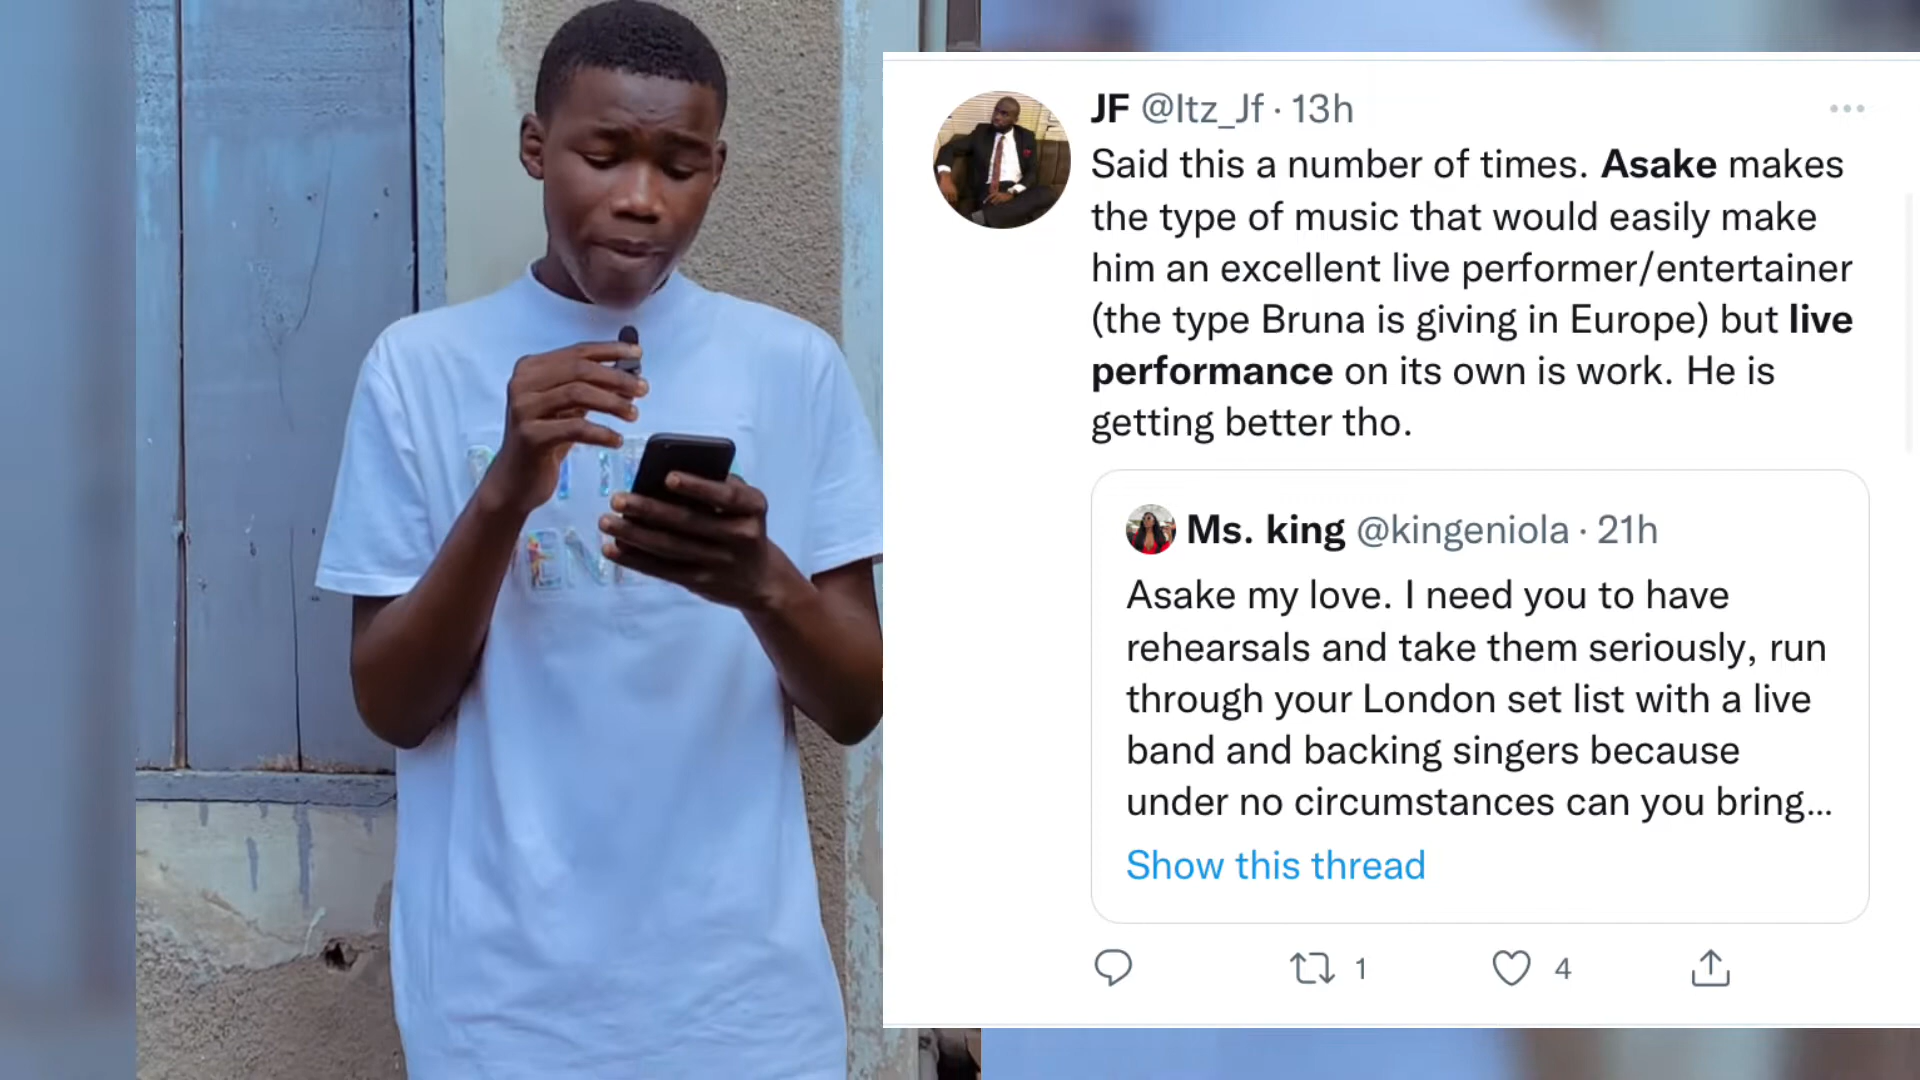 JF @Itz_Jf · 13h
Said this a number of times. Asake makes
the type of music that would easily make
him an excellent live performer/entertainer
(the type Bruna is giving in Europe) but live
performance on its own is work. He is
getting better tho.
Ms. king @kingeniola · 21h
Asake my love. I need you to have
rehearsals and take them seriously, run
through your London set list with a live
band and backing singers because
under no circumstances can you bring...
Show this thread
1
4